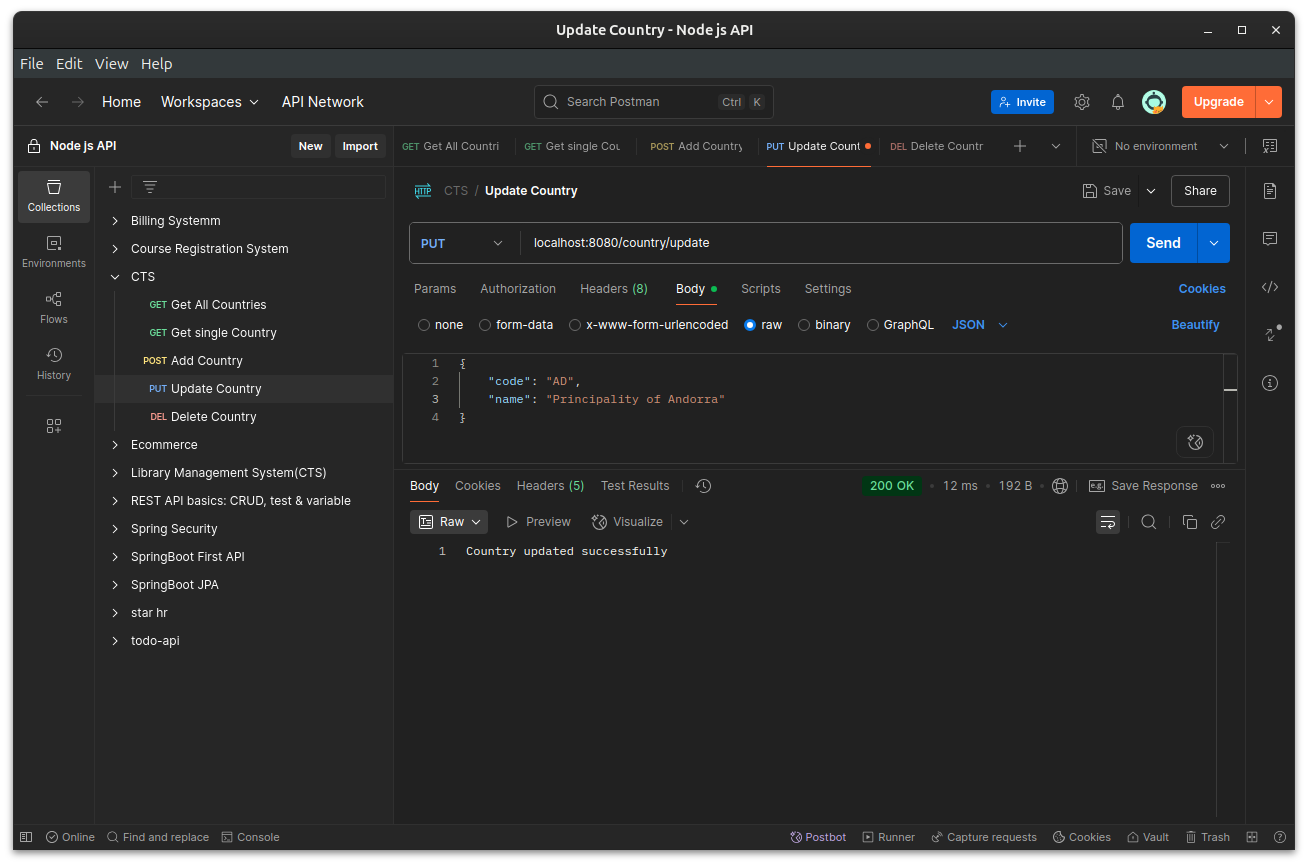 Update Country - Node js API
File Edit View Help
Home Workspaces API Network Search Postman Ctrl K Invite Upgrade
Node js API New Import
GET Get All Countri GET Get single Cou POST Add Country PUT Update Count DEL Delete Countr No environment
Collections
Environments
Flows
History
Billing Systemm
Course Registration System
CTS
GET Get All Countries
GET Get single Country
POST Add Country
PUT Update Country
DEL Delete Country
Ecommerce
Library Management System(CTS)
REST API basics: CRUD, test & variable
Spring Security
SpringBoot First API
SpringBoot JPA
star hr
todo-api
HTTP CTS / Update Country Save Share
PUT localhost:8080/country/update Send
Params Authorization Headers (8) Body Scripts Settings Cookies
none form-data x-www-form-urlencoded raw binary GraphQL JSON Beautify
1 {
2 "code": "AD",
3 "name": "Principality of Andorra"
4 }
Body Cookies Headers (5) Test Results 200 OK 12 ms 192 B e.g. Save Response
Raw Preview Visualize
1 Country updated successfully
Online Find and replace Console Postbot Runner Capture requests Cookies Vault Trash